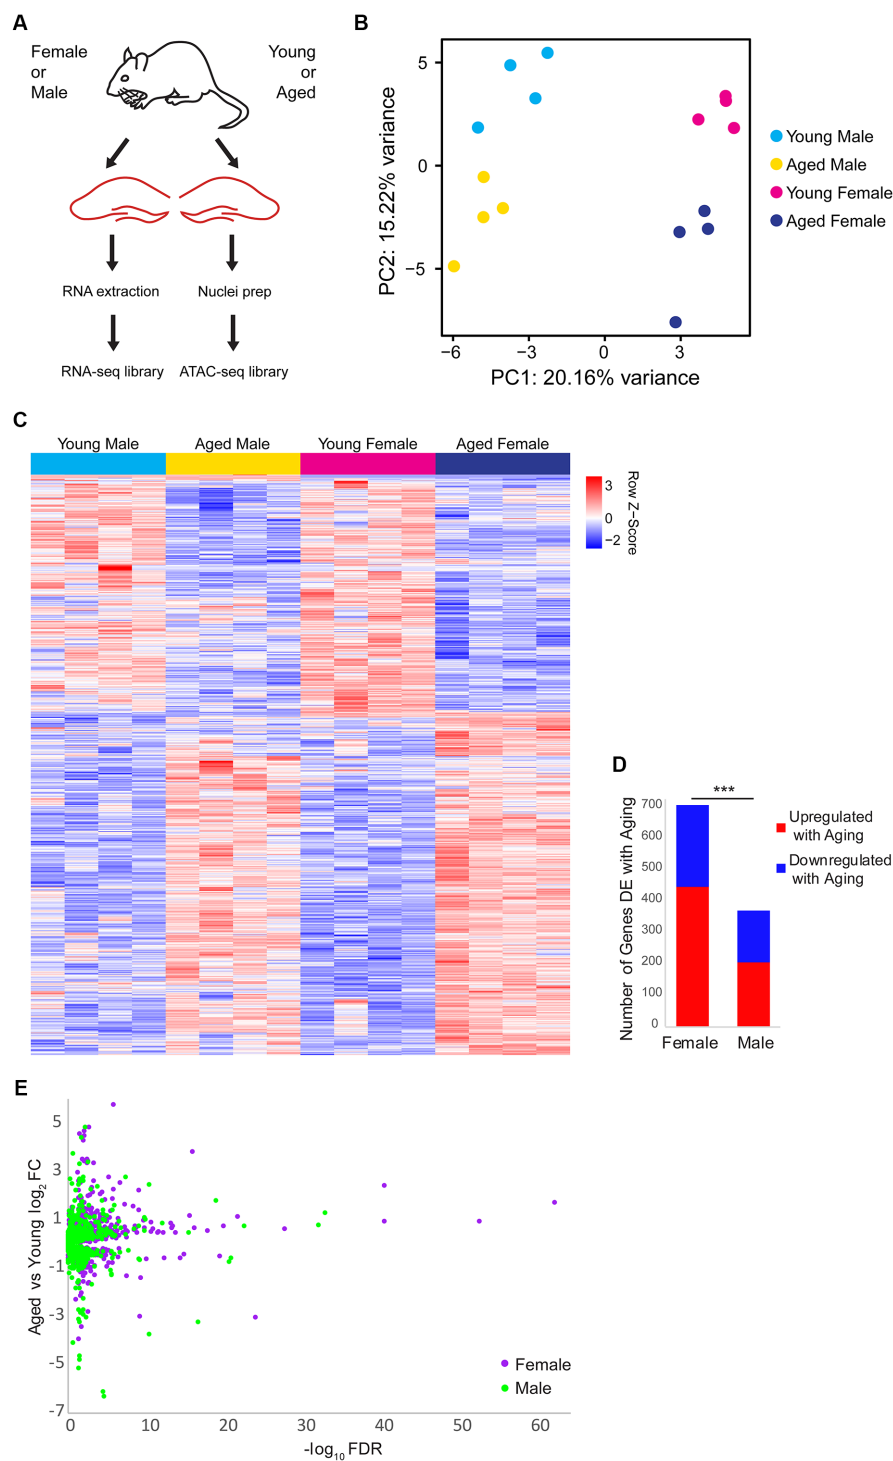 A
Female
or
Male
Young
or
Aged
RNA extraction
Nuclei prep
RNA-seq library
ATAC-seq library
B
PC2: 15.22% variance
5
0
−5
−6
−3
0
3
PC1: 20.16% variance
Young Male
Aged Male
Young Female
Aged Female
C
Young Male
Aged Male
Young Female
Aged Female
3
0
−2
Row Z−Score
D
Number of Genes DE with Aging
700
600
500
400
300
200
100
0
***
Female
Male
Upregulated
with Aging
Downregulated
with Aging
E
Aged vs Young log2 FC
5
3
1
-1
-3
-5
-7
0
10
20
30
40
50
60
-log10 FDR
Female
Male